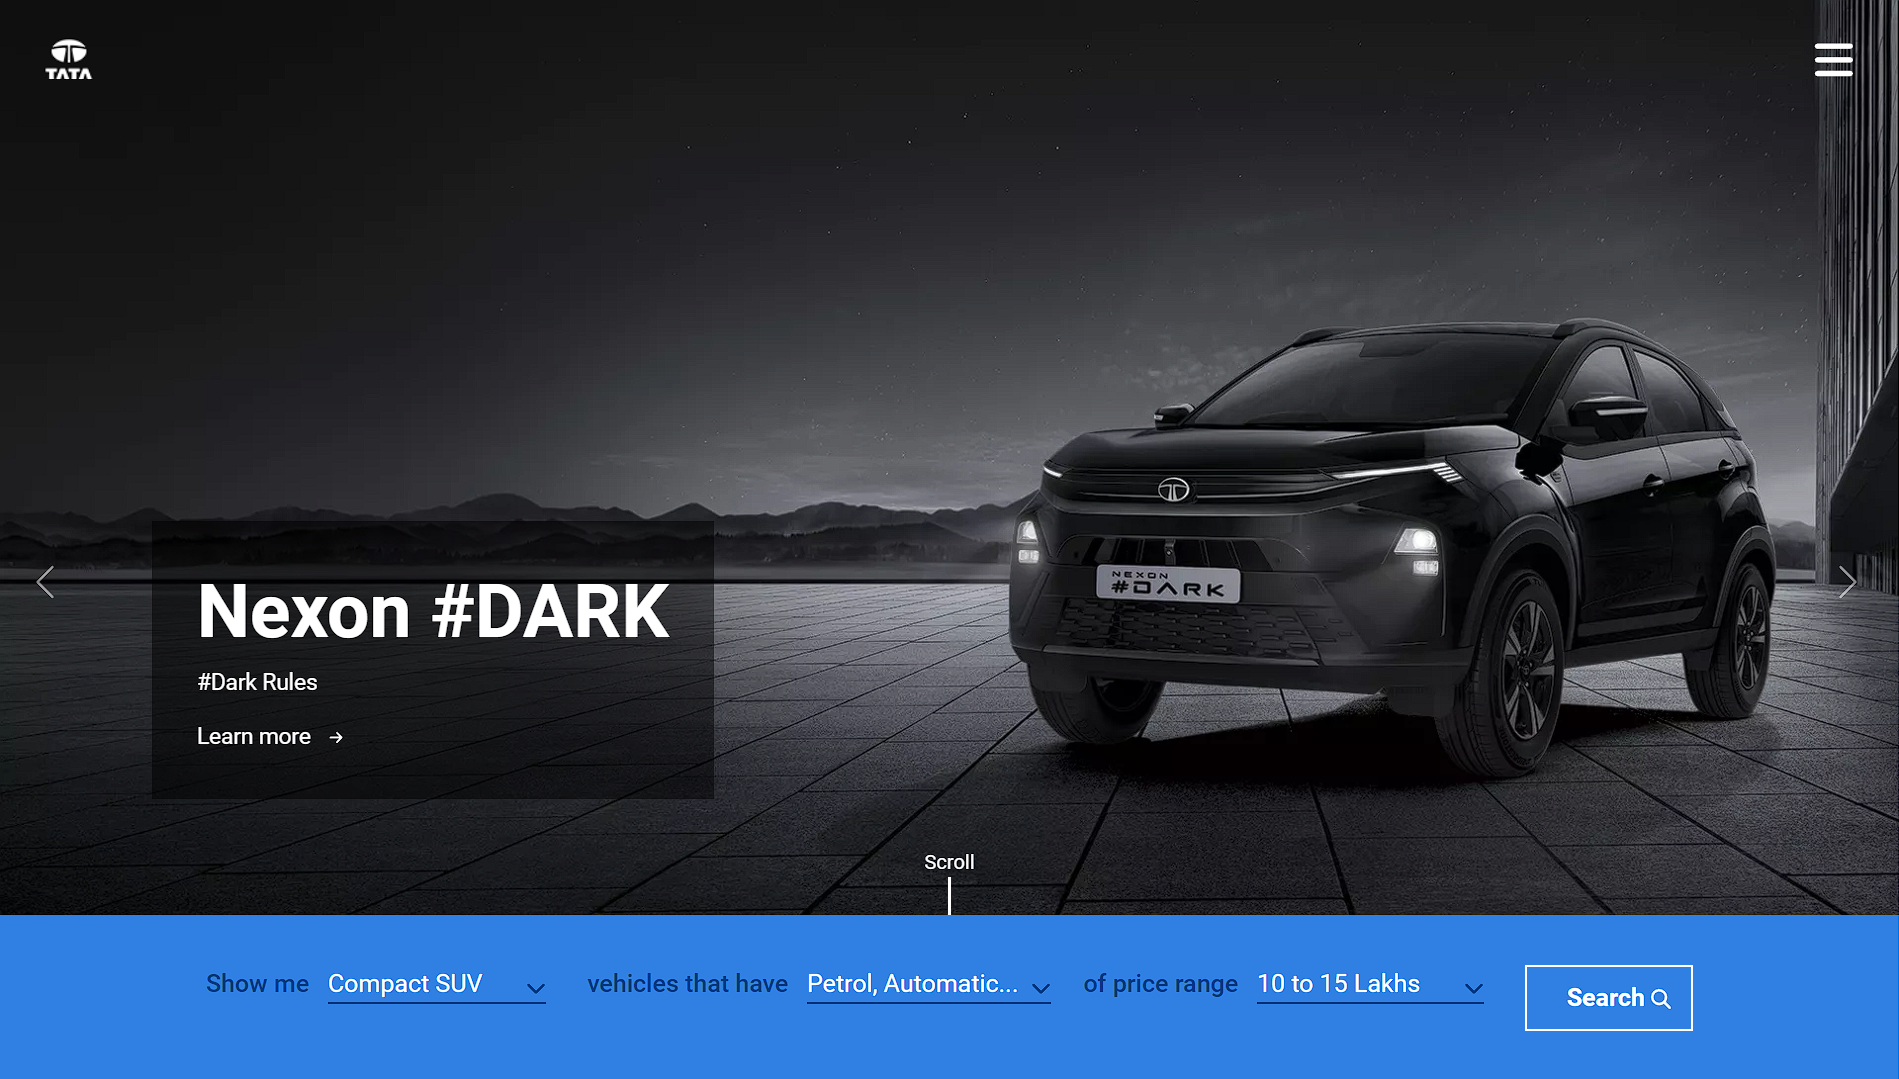 TATA
NEXON
#DARK
Nexon #DARK
#Dark Rules
Learn more →
Scroll
Show me Compact SUV vehicles that have Petrol, Automatic... of price range 10 to 15 Lakhs Search